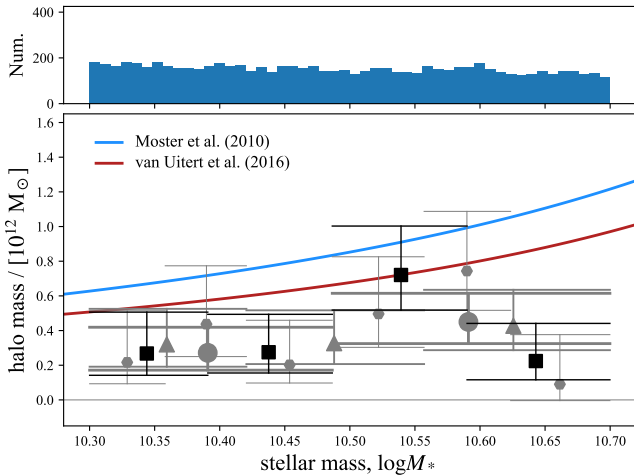 400
200
0
Num.
1.6
1.4
1.2
1.0
0.8
0.6
0.4
0.2
0.0
halo mass / [10¹² M⊙]
Moster et al. (2010)
van Uitert et al. (2016)
10.30 10.35 10.40 10.45 10.50 10.55 10.60 10.65 10.70
stellar mass, logM*